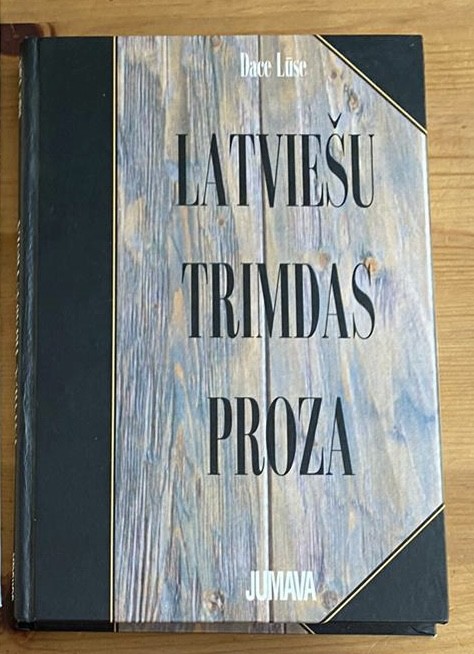 Dace Lūse
LATVIEŠU
TRIMDAS
PROZA
JUMAVA